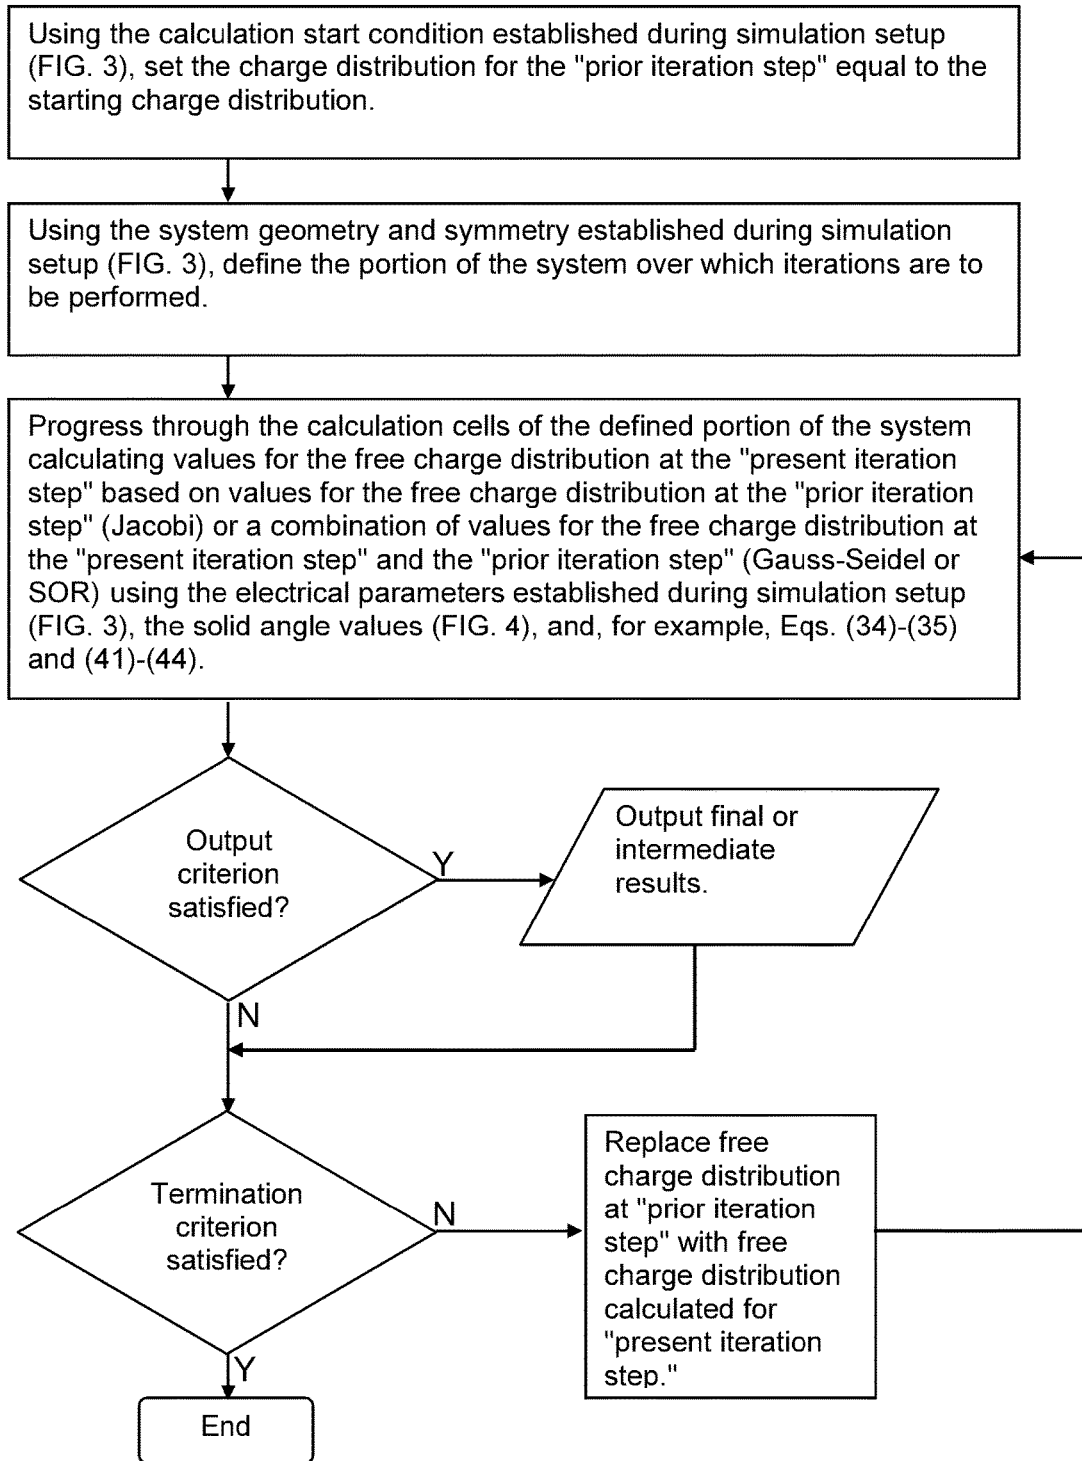 Using the calculation start condition established during simulation setup
(FIG. 3), set the charge distribution for the "prior iteration step" equal to the
starting charge distribution.
Using the system geometry and symmetry established during simulation
setup (FIG. 3), define the portion of the system over which iterations are to
be performed.
Progress through the calculation cells of the defined portion of the system
calculating values for the free charge distribution at the "present iteration
step" based on values for the free charge distribution at the "prior iteration
step" (Jacobi) or a combination of values for the free charge distribution at
the "present iteration step" and the "prior iteration step" (Gauss-Seidel or
SOR) using the electrical parameters established during simulation setup
(FIG. 3), the solid angle values (FIG. 4), and, for example, Eqs. (34)-(35)
and (41)-(44).
Output
criterion
satisfied?
Y
Output final or
intermediate
results.
N
Termination
criterion
satisfied?
N
Replace free
charge distribution
at "prior iteration
step" with free
charge distribution
calculated for
"present iteration
step."
Y
End